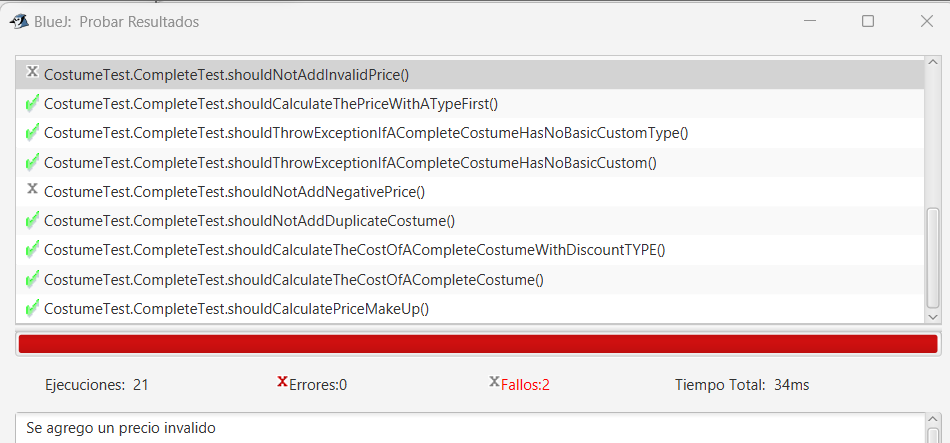 BlueJ: Probar Resultados
CostumeTest.CompleteTest.shouldNotAddInvalidPrice()
CostumeTest.CompleteTest.shouldCalculateThePriceWithATypeFirst()
CostumeTest.CompleteTest.shouldThrowExceptionIfACompleteCostumeHasNoBasicCustomType()
CostumeTest.CompleteTest.shouldThrowExceptionIfACompleteCostumeHasNoBasicCustom()
CostumeTest.CompleteTest.shouldNotAddNegativePrice()
CostumeTest.CompleteTest.shouldNotAddDuplicateCostume()
CostumeTest.CompleteTest.shouldCalculateTheCostOfACompleteCostumeWithDiscountTYPE()
CostumeTest.CompleteTest.shouldCalculateTheCostOfACompleteCostume()
CostumeTest.CompleteTest.shouldCalculatePriceMakeUp()
Ejecuciones: 21 Errores:0 Fallos:2 Tiempo Total: 34ms
Se agrego un precio invalido